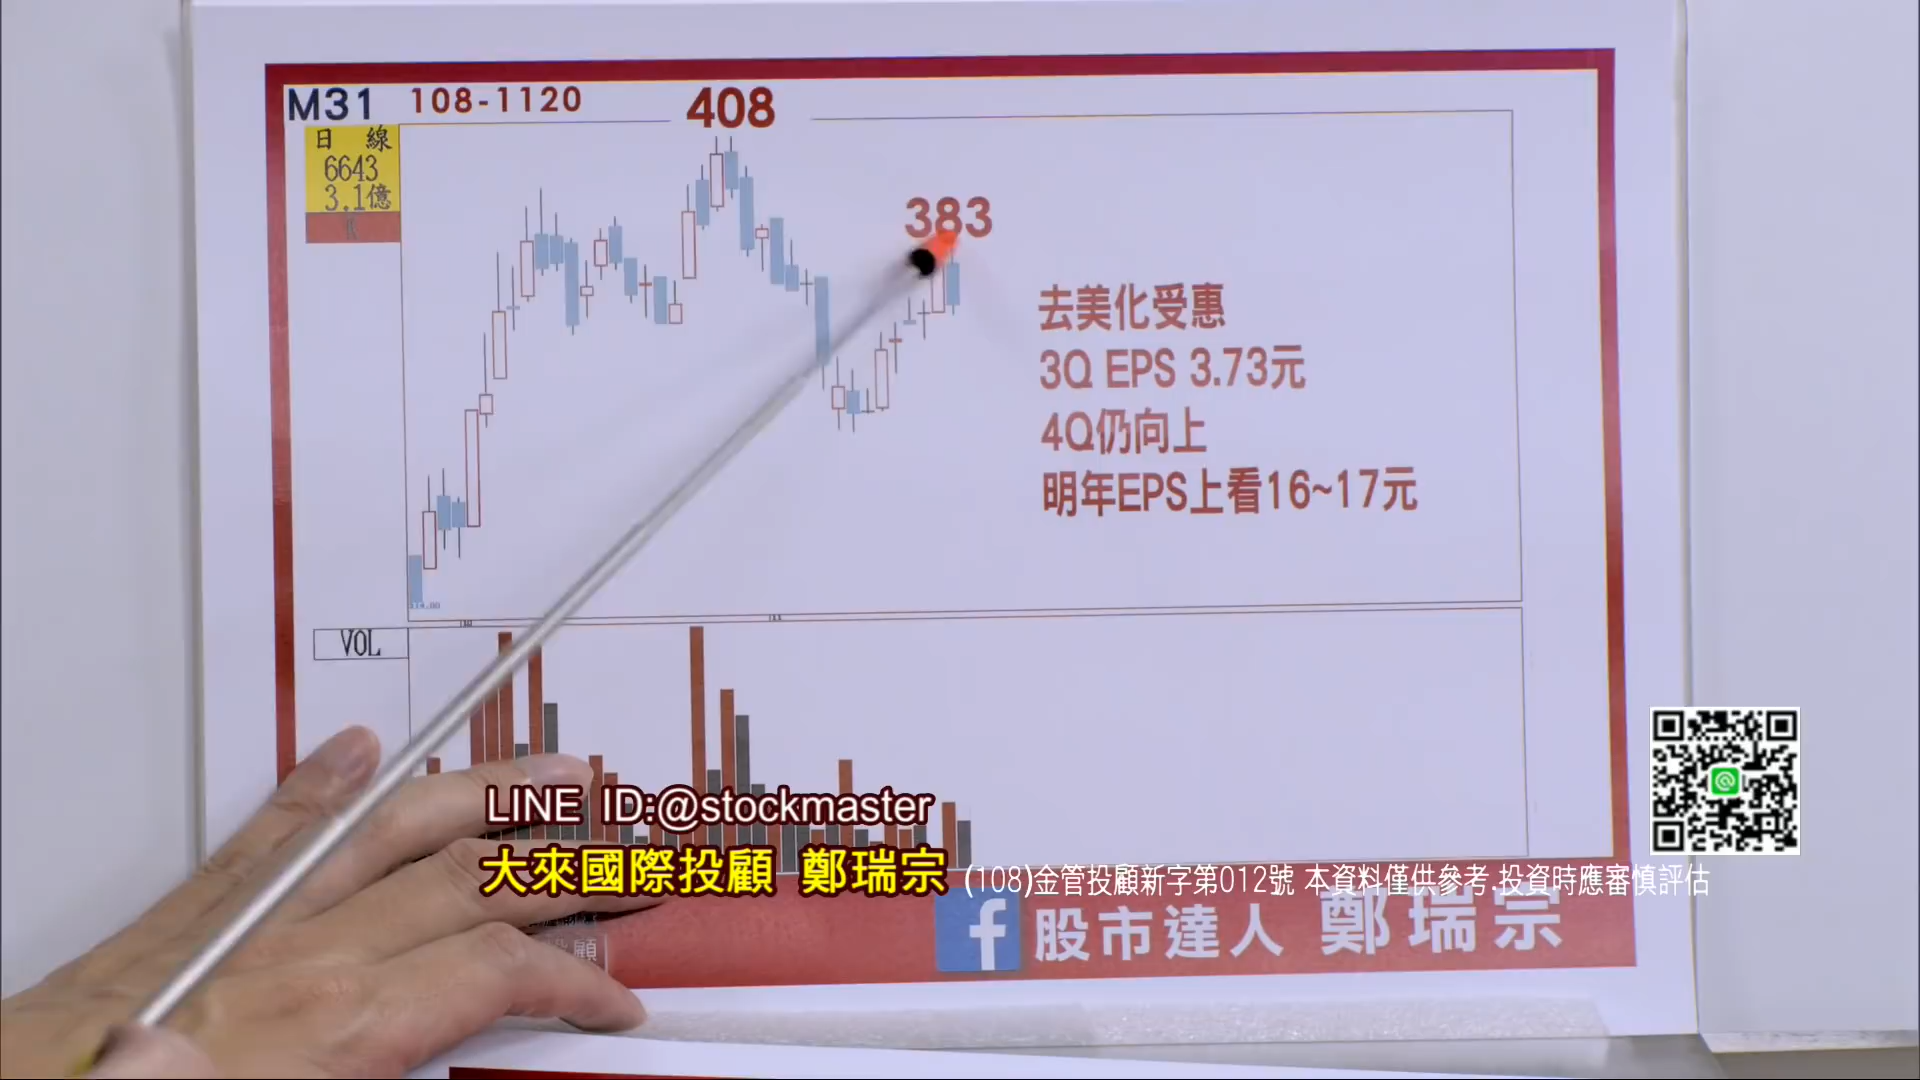 M31 108-1120 408
日 線
6643
3.1億
K
383
去美化受惠
3Q EPS 3.73元
4Q仍向上
明年EPS上看16~17元
VOL
LINE ID:@stockmaster
大來國際投顧 鄭瑞宗 (108)金管投顧新字第012號 本資料僅供參考.投資時應審慎評估
f 股市達人 鄭瑞宗